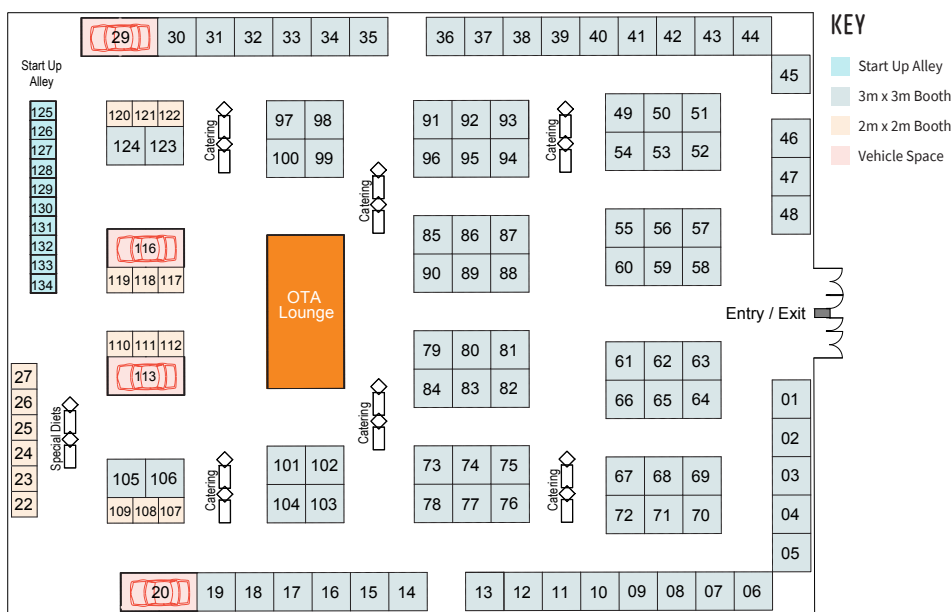 KEY
Start Up Alley
3m x 3m Booth
2m x 2m Booth
Vehicle Space
29 30 31 32 33 34 35 36 37 38 39 40 41 42 43 44
45
Start Up
Alley
125
126
127
128
129
130
131
132
133
134
120 121 122
124 123
Catering
97 98
100 99
Catering
91 92 93
96 95 94
Catering
49 50 51
54 53 52
46
47
48
116
119 118 117
OTA
Lounge
85 86 87
90 89 88
55 56 57
60 59 58
Entry / Exit
110 111 112
113
79 80 81
84 83 82
61 62 63
66 65 64
27
26
25
24
23
22
Special Diets
105 106
109 108 107
Catering
101 102
104 103
Catering
73 74 75
78 77 76
Catering
67 68 69
72 71 70
01
02
03
04
05
20 19 18 17 16 15 14 13 12 11 10 09 08 07 06